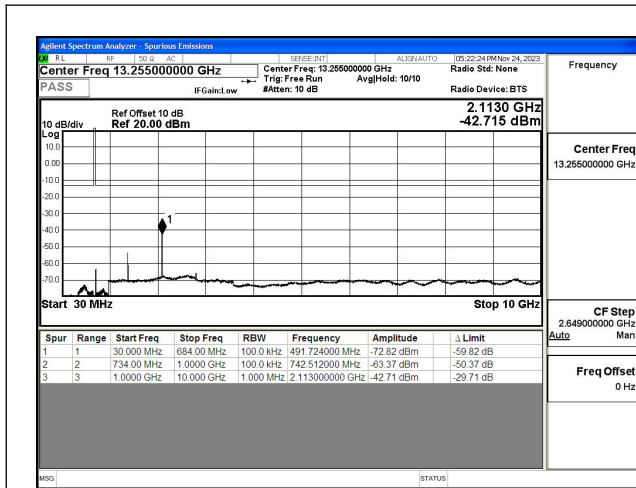 Agilent Spectrum Analyzer - Spurious Emissions
RL RF 50 Ω AC SENSE:INT ALIGN AUTO 05:22:24 PM Nov 24, 2023
Center Freq 13.255000000 GHz
Center Freq: 13.255000000 GHz
Radio Std: None
Trig: Free Run Avg|Hold: 10/10
PASS
IFGain:Low
#Atten: 10 dB
Radio Device: BTS
Frequency
Ref Offset 10 dB
2.1130 GHz
10 dB/div Ref 20.00 dBm
-42.715 dBm
Log
10.0
0.00
-10.0
-20.0
-30.0
-40.0
-50.0
-60.0
-70.0
1
Start 30 MHz
Stop 10 GHz
Center Freq
13.255000000 GHz
CF Step
2.649000000 GHz
Auto Man
Freq Offset
0 Hz
Spur Range Start Freq Stop Freq RBW Frequency Amplitude Δ Limit
1 1 30.000 MHz 684.00 MHz 100.0 kHz 491.724000 MHz -72.82 dBm -59.82 dB
2 2 734.00 MHz 1.0000 GHz 100.0 kHz 742.512000 MHz -63.37 dBm -50.37 dB
3 3 1.0000 GHz 10.000 GHz 1.000 MHz 2.113000000 GHz -42.71 dBm -29.71 dB
MSG
STATUS